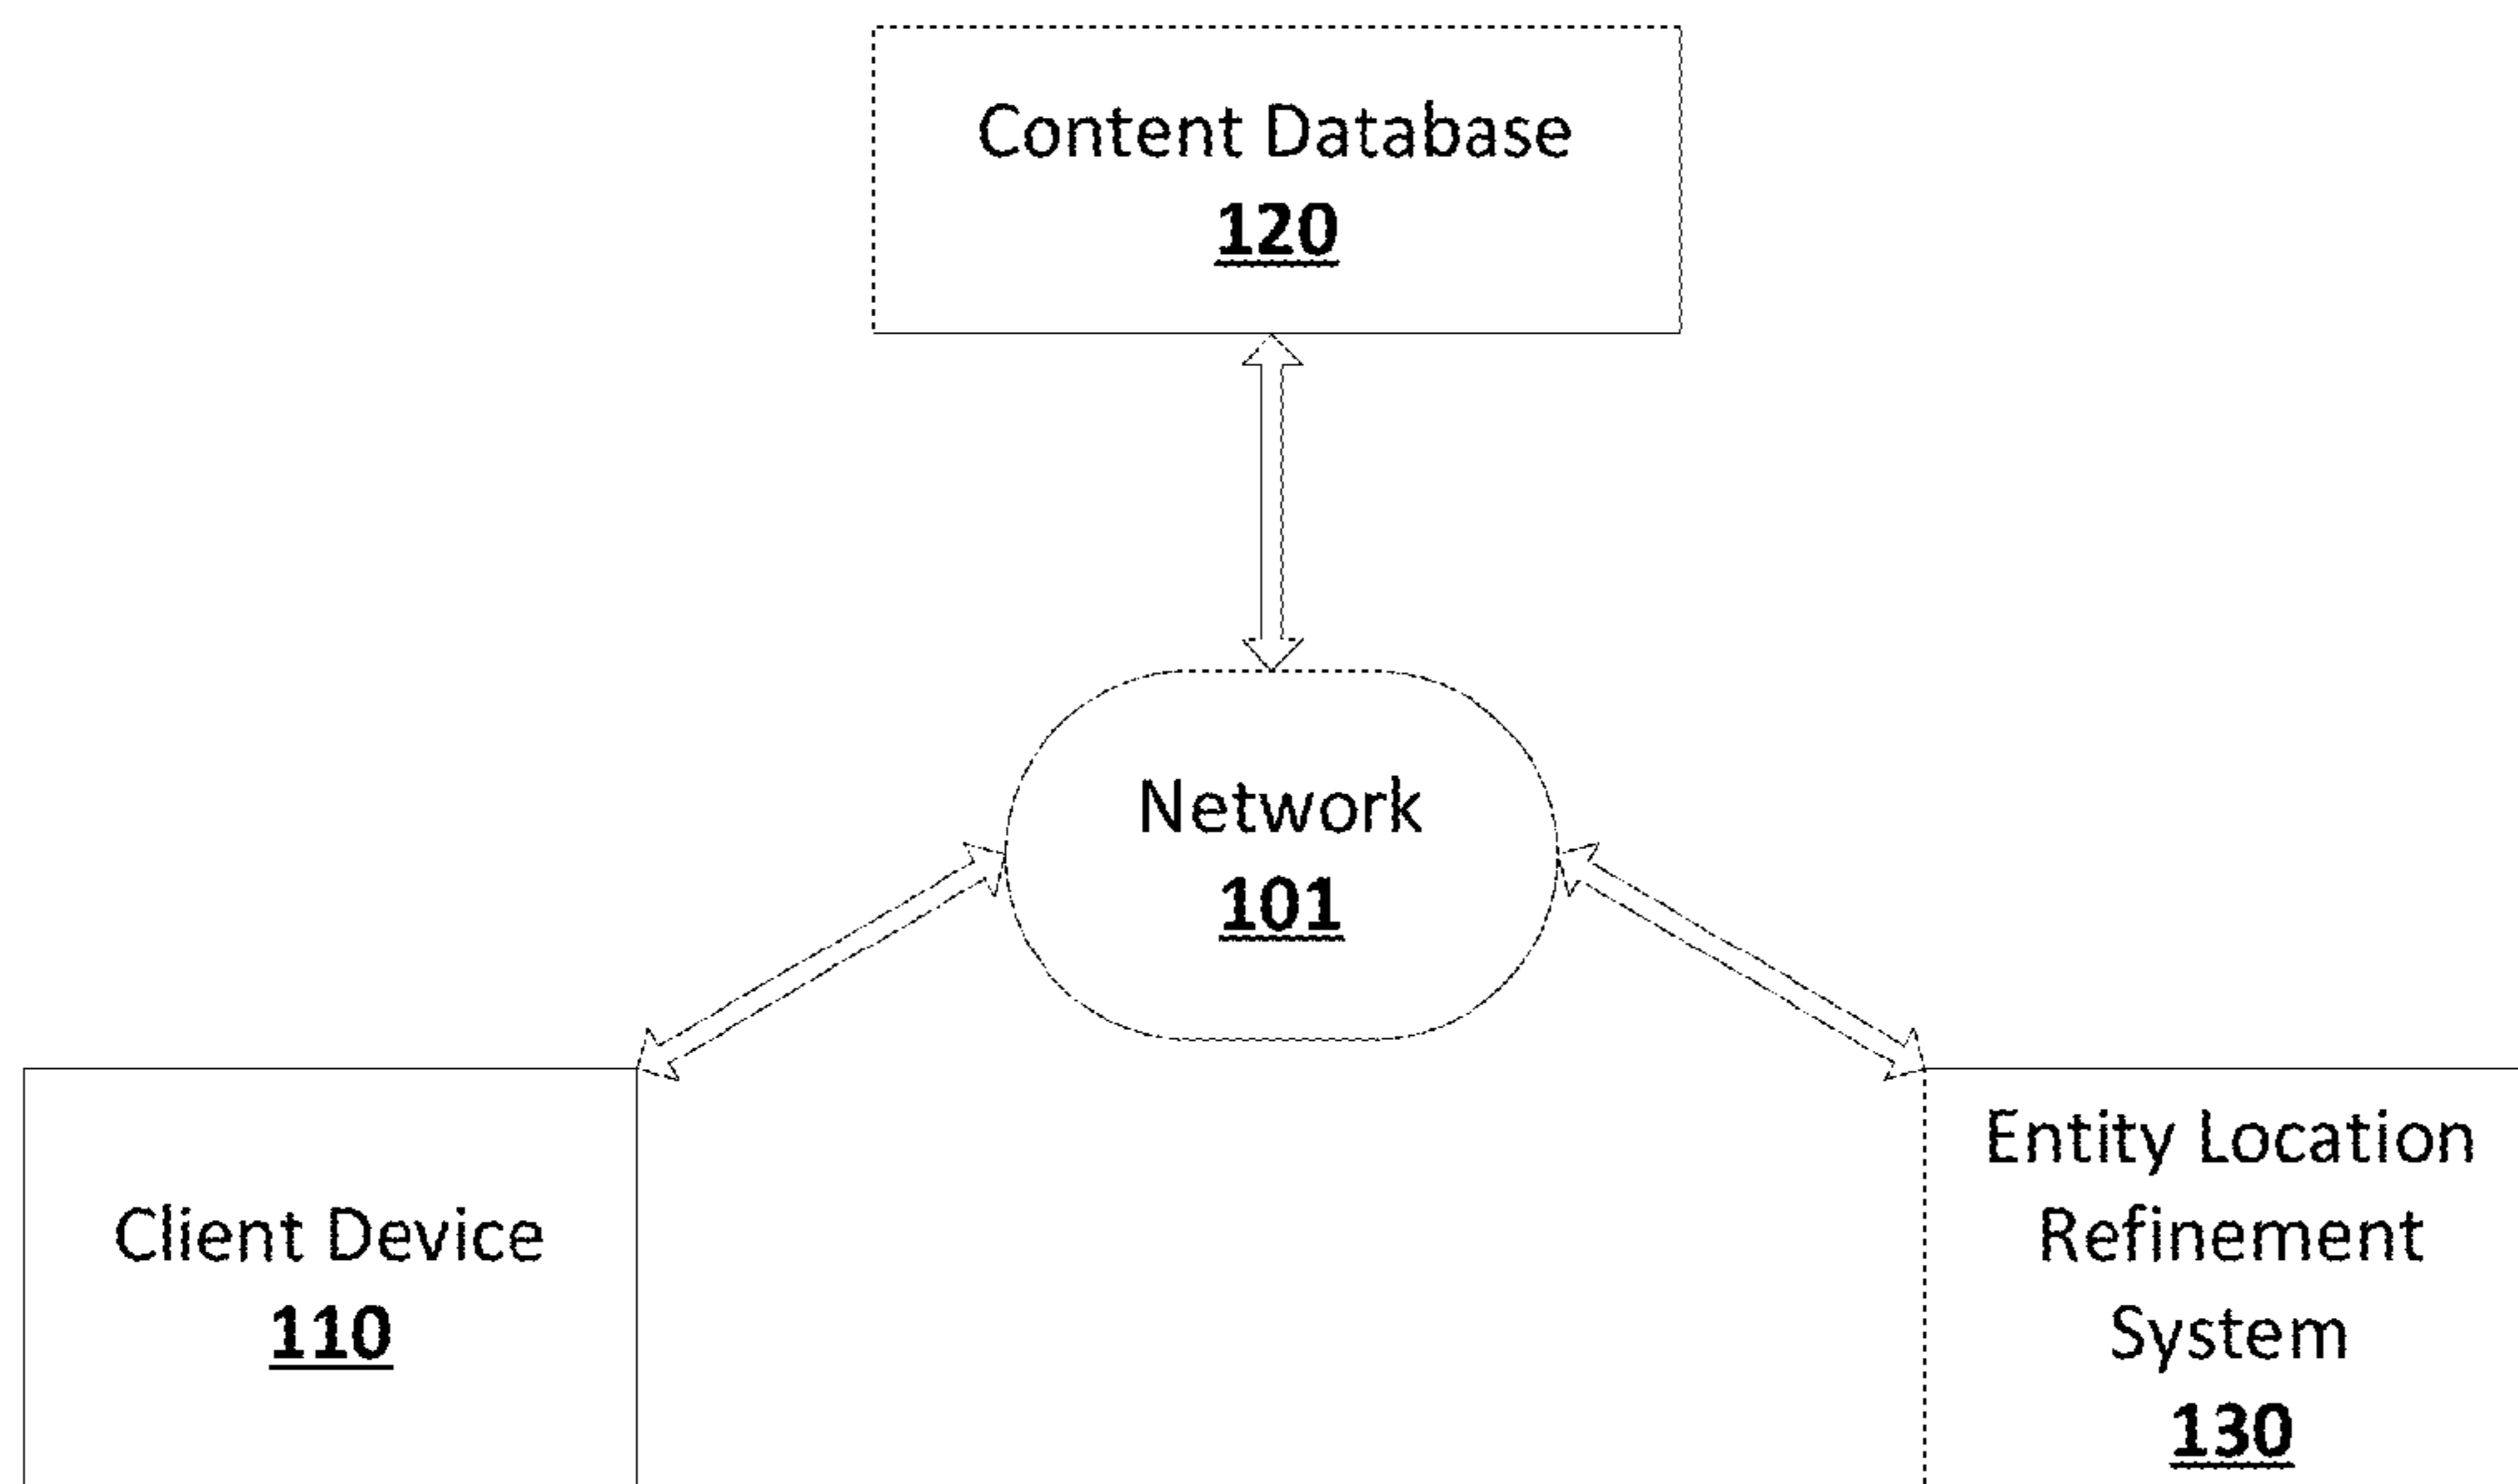 Content Database
120
Network
101
Client Device
110
Entity Location
Refinement
System
130